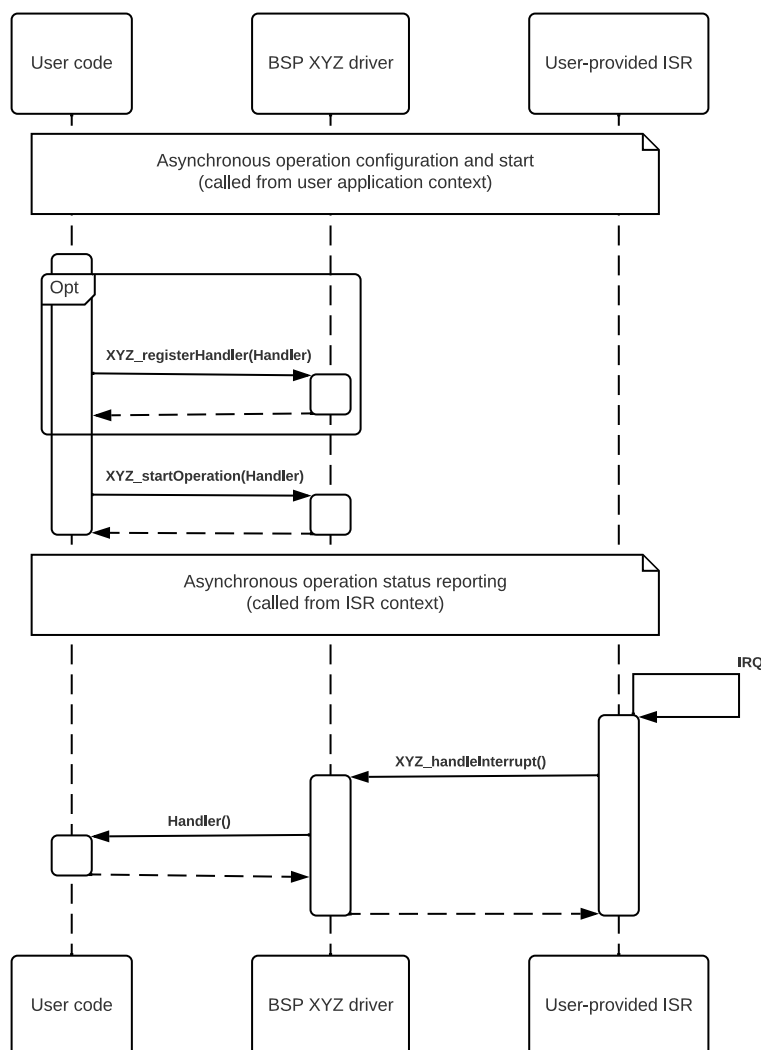 User code
BSP XYZ driver
User-provided ISR
Asynchronous operation configuration and start
(called from user application context)
Opt
XYZ_registerHandler(Handler)
XYZ_startOperation(Handler)
Asynchronous operation status reporting
(called from ISR context)
IRQ
XYZ_handleInterrupt()
Handler()
User code
BSP XYZ driver
User-provided ISR